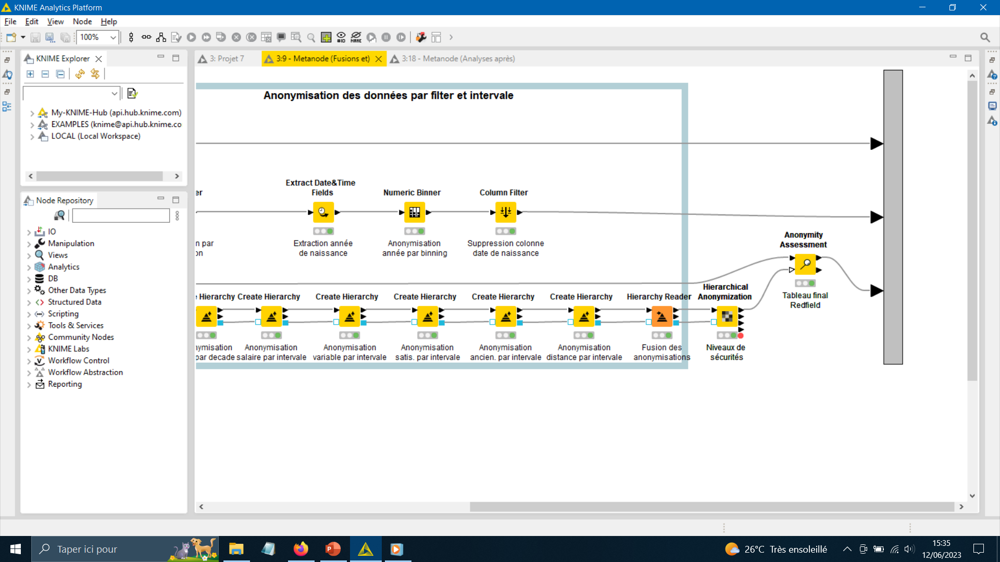 KNIME Analytics Platform
File Edit View Node Help
100%
#ID NAME
KNIME Explorer
My-KNIME-Hub (api.hub.knime.com)
EXAMPLES (knime@api.hub.knime.co
LOCAL (Local Workspace)
Node Repository
IO
Manipulation
Views
Analytics
DB
Other Data Types
Structured Data
Scripting
Tools & Services
Community Nodes
KNIME Labs
Workflow Control
Workflow Abstraction
Reporting
3: Projet 7
3:9 - Metanode (Fusions et)
3:18 - Metanode (Analyses après)
Anonymisation des données par filter et intervale
er
n par
on
Extract Date&Time
Fields
Extraction année
de naissance
Numeric Binner
Anonymisation
année par binning
Column Filter
Suppression colonne
date de naissance
Anonymity
Assessment
Tableau final
Redfield
Hierarchy
ymisation
par decade
Create Hierarchy
Anonymisation
salaire par intervale
Create Hierarchy
Anonymisation
variable par intervale
Create Hierarchy
Anonymisation
satis. par intervale
Create Hierarchy
Anonymisation
ancien. par intervale
Create Hierarchy
Anonymisation
distance par intervale
Hierarchy Reader
Fusion des
anonymisations
Hierarchical
Anonymization
Niveaux de
sécurités
Taper ici pour
26°C Très ensoleillé
15:35
12/06/2023